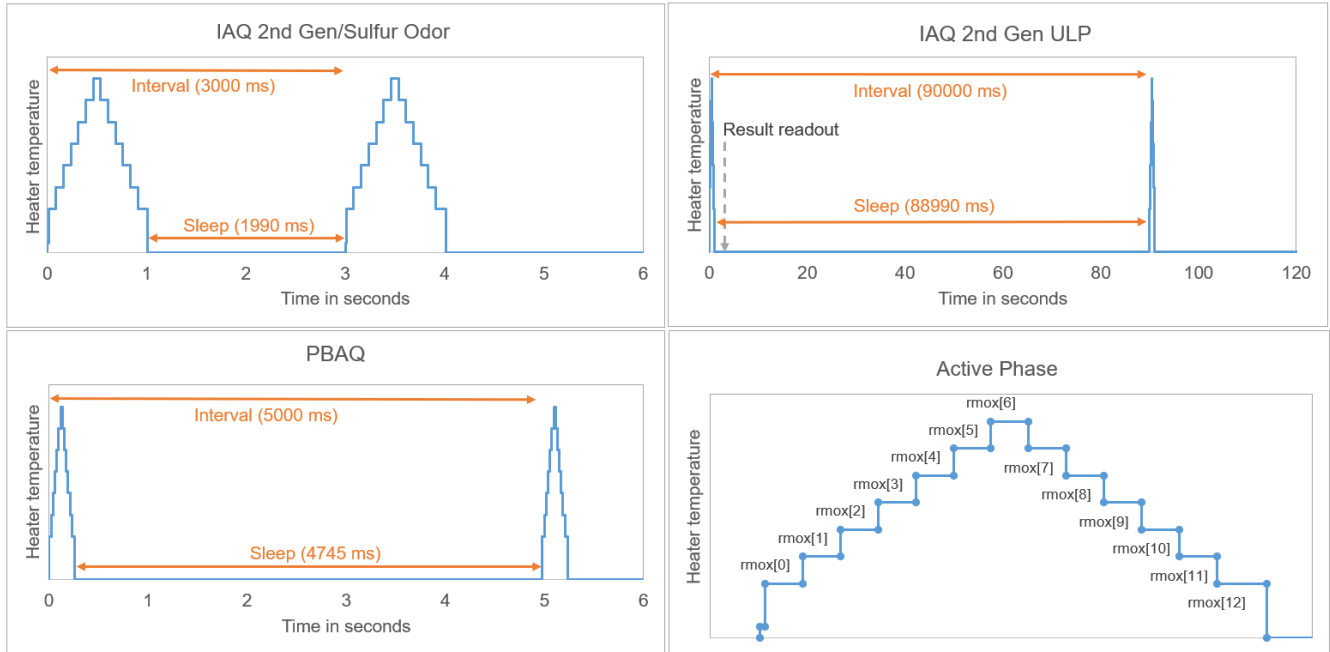 IAQ 2nd Gen/Sulfur Odor
Heater temperature
Interval (3000 ms)
Sleep (1990 ms)
0 1 2 3 4 5 6
Time in seconds
IAQ 2nd Gen ULP
Heater temperature
Interval (90000 ms)
Result readout
Sleep (88990 ms)
0 20 40 60 80 100 120
Time in seconds
PBAQ
Heater temperature
Interval (5000 ms)
Sleep (4745 ms)
0 1 2 3 4 5 6
Time in seconds
Active Phase
Heater temperature
rmox[0]
rmox[1]
rmox[2]
rmox[3]
rmox[4]
rmox[5]
rmox[6]
rmox[7]
rmox[8]
rmox[9]
rmox[10]
rmox[11]
rmox[12]